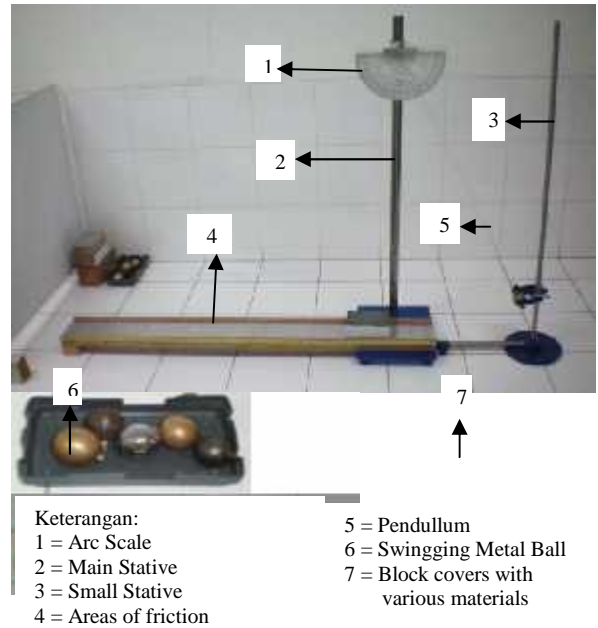 1
2
3
4
5
6
7
Keterangan:
1 = Arc Scale
2 = Main Stative
3 = Small Stative
4 = Areas of friction
5 = Pendullum
6 = Swingging Metal Ball
7 = Block covers with
various materials